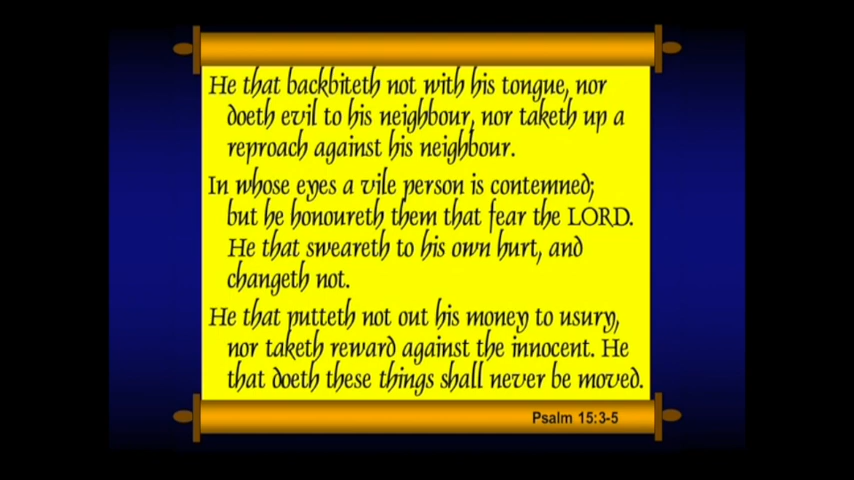 He that backbiteth not with his tongue, nor
doeth evil to his neighbour, nor taketh up a
reproach against his neighbour.
In whose eyes a vile person is contemned;
but he honoureth them that fear the LORD.
He that sweareth to his own hurt, and
changeth not.
He that putteth not out his money to usury,
nor taketh reward against the innocent. He
that doeth these things shall never be moved.
Psalm 15:3-5